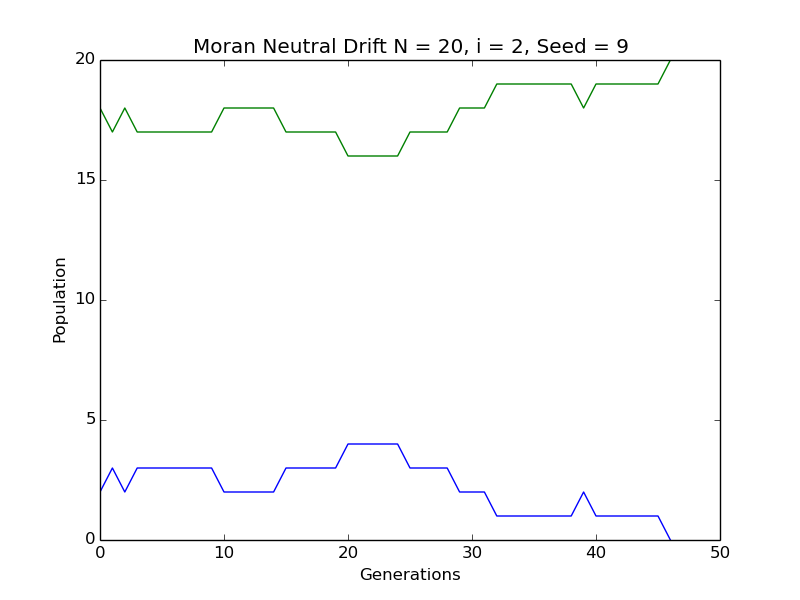 Moran Neutral Drift N = 20, i = 2, Seed = 9
20
15
10
5
0
Population
0 10 20 30 40 50
Generations